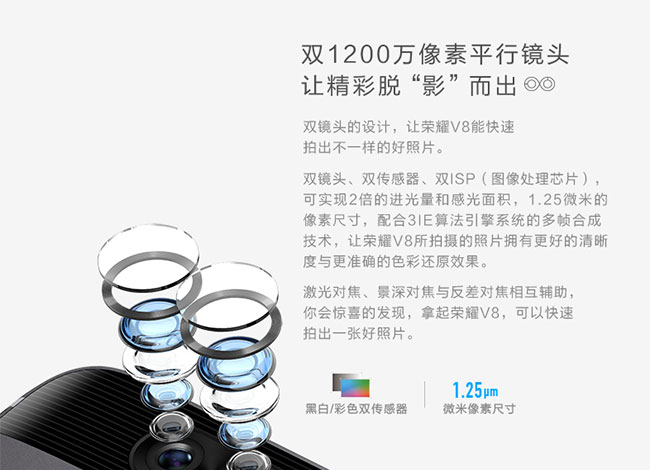 双1200万像素平行镜头
让精彩脱“影”而出
双镜头的设计，让荣耀V8能快速
拍出不一样的好照片。
双镜头、双传感器、双ISP（图像处理芯片），
可实现2倍的进光量和感光面积，1.25微米的
像素尺寸，配合3IE算法引擎系统的多帧合成
技术，让荣耀V8所拍摄的照片拥有更好的清晰
度与更准确的色彩还原效果。
激光对焦、景深对焦与反差对焦相互辅助，
你会惊喜的发现，拿起荣耀V8，可以快速
拍出一张好照片。
黑白/彩色双传感器
1.25μm
微米像素尺寸